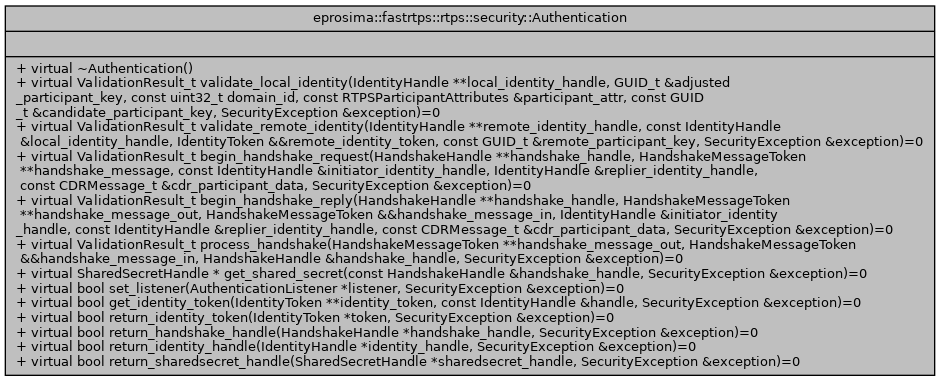 eprosima::fastrtps::rtps::security::Authentication
+ virtual ~Authentication()
+ virtual ValidationResult_t validate_local_identity(IdentityHandle **local_identity_handle, GUID_t &adjusted
_participant_key, const uint32_t domain_id, const RTPSParticipantAttributes &participant_attr, const GUID
_t &candidate_participant_key, SecurityException &exception)=0
+ virtual ValidationResult_t validate_remote_identity(IdentityHandle **remote_identity_handle, const IdentityHandle
&local_identity_handle, IdentityToken &&remote_identity_token, const GUID_t &remote_participant_key, SecurityException &exception)=0
+ virtual ValidationResult_t begin_handshake_request(HandshakeHandle **handshake_handle, HandshakeMessageToken
**handshake_message, const IdentityHandle &initiator_identity_handle, IdentityHandle &replier_identity_handle,
const CDRMessage_t &cdr_participant_data, SecurityException &exception)=0
+ virtual ValidationResult_t begin_handshake_reply(HandshakeHandle **handshake_handle, HandshakeMessageToken
**handshake_message_out, HandshakeMessageToken &&handshake_message_in, IdentityHandle &initiator_identity
_handle, const IdentityHandle &replier_identity_handle, const CDRMessage_t &cdr_participant_data, SecurityException &exception)=0
+ virtual ValidationResult_t process_handshake(HandshakeMessageToken **handshake_message_out, HandshakeMessageToken
&&handshake_message_in, HandshakeHandle &handshake_handle, SecurityException &exception)=0
+ virtual SharedSecretHandle * get_shared_secret(const HandshakeHandle &handshake_handle, SecurityException &exception)=0
+ virtual bool set_listener(AuthenticationListener *listener, SecurityException &exception)=0
+ virtual bool get_identity_token(IdentityToken **identity_token, const IdentityHandle &handle, SecurityException &exception)=0
+ virtual bool return_identity_token(IdentityToken *token, SecurityException &exception)=0
+ virtual bool return_handshake_handle(HandshakeHandle *handshake_handle, SecurityException &exception)=0
+ virtual bool return_identity_handle(IdentityHandle *identity_handle, SecurityException &exception)=0
+ virtual bool return_sharedsecret_handle(SharedSecretHandle *sharedsecret_handle, SecurityException &exception)=0